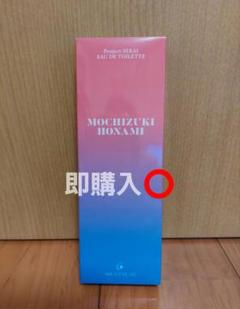 Project SEKAI
EAU DE TOILETTE
MOCHIZUKI
HONAMI
即購入⭕